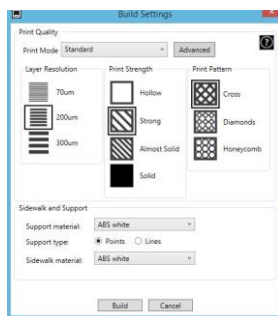 Build Settings
Print Quality
Print Mode Standard Advanced ?
Layer Resolution Print Strength Print Pattern
70um Hollow Cross
200um Strong Diamonds
300um Almost Solid Honeycomb
Solid
Sidewalk and Support
Support material: ABS white
Support type: Points Lines
Sidewalk material: ABS white
Build Cancel